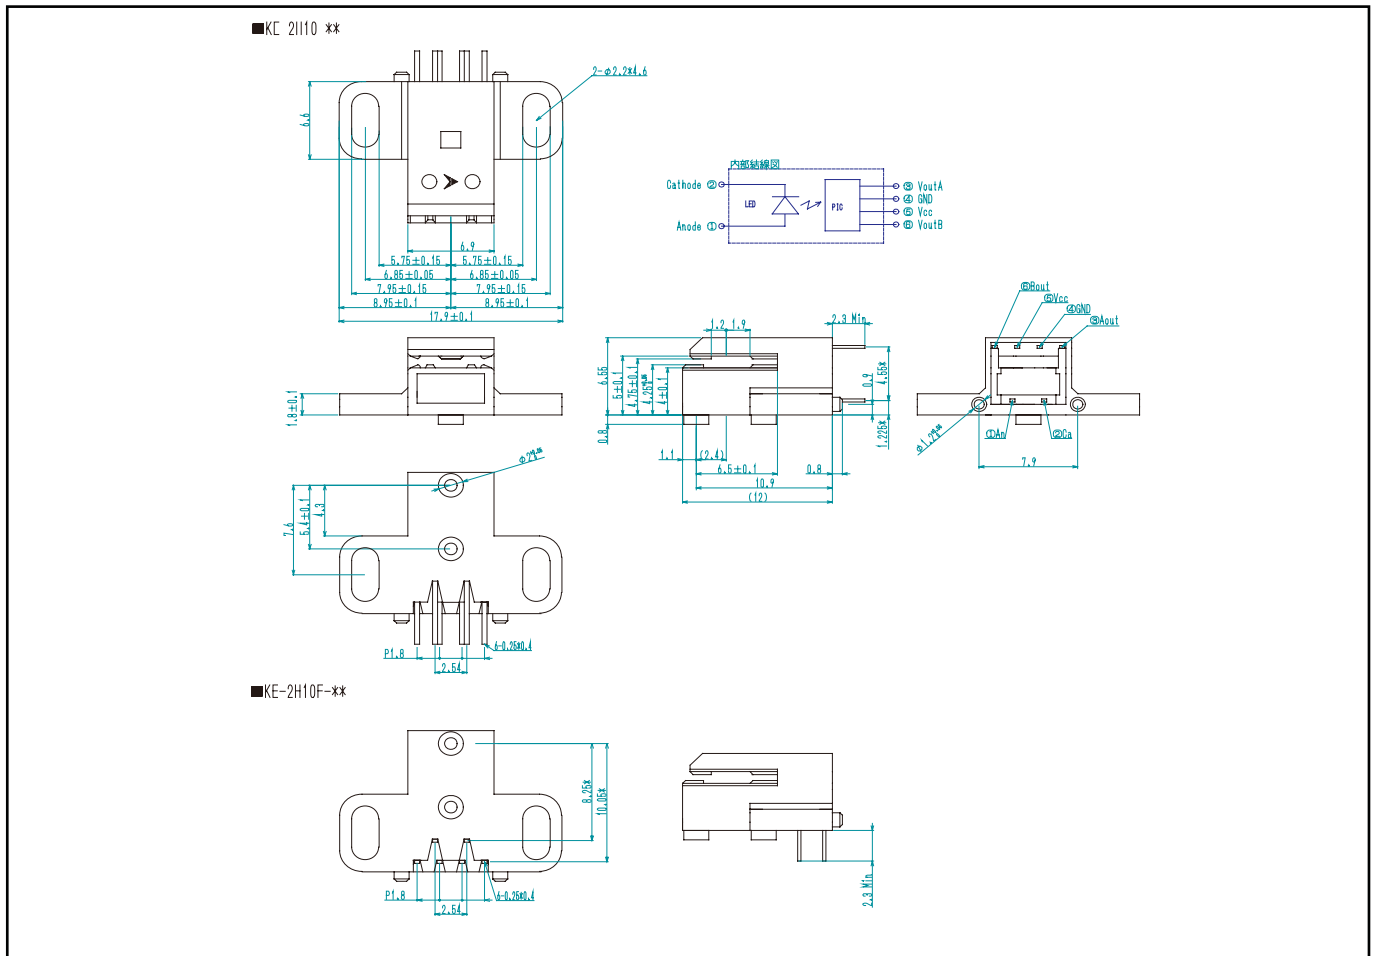 ■KE 2H10 **
2-φ2.2*4.6
6.6
内部結線図
Cathode ②
LED
PIC
③ VoutA
④ GND
⑤ Vcc
⑥ VoutB
Anode ①
6.9
5.75±0.15 5.75±0.15
6.85±0.05 6.85±0.05
7.95±0.15 7.95±0.15
8.95±0.1 8.95±0.1
17.9±0.1
1.8±0.1
1.2 1.9
2.3 Min
6.55
5±0.1
4.75±0.1
4.25
4±0.1
0.9
4.55*
1.225*
0.8
1.1
(2.4)
6.5±0.1
0.8
10.9
(12)
⑥Bout
⑤Vcc
④GND
③Aout
①An
②Ca
φ1.2
7.9
φ2
7.6
5.4±0.1
4.3
P1.8
6-0.25*0.4
2.54
■KE-2H10F-**
8.25*
10.05*
P1.8
6-0.25*0.4
2.54
2.3 Min